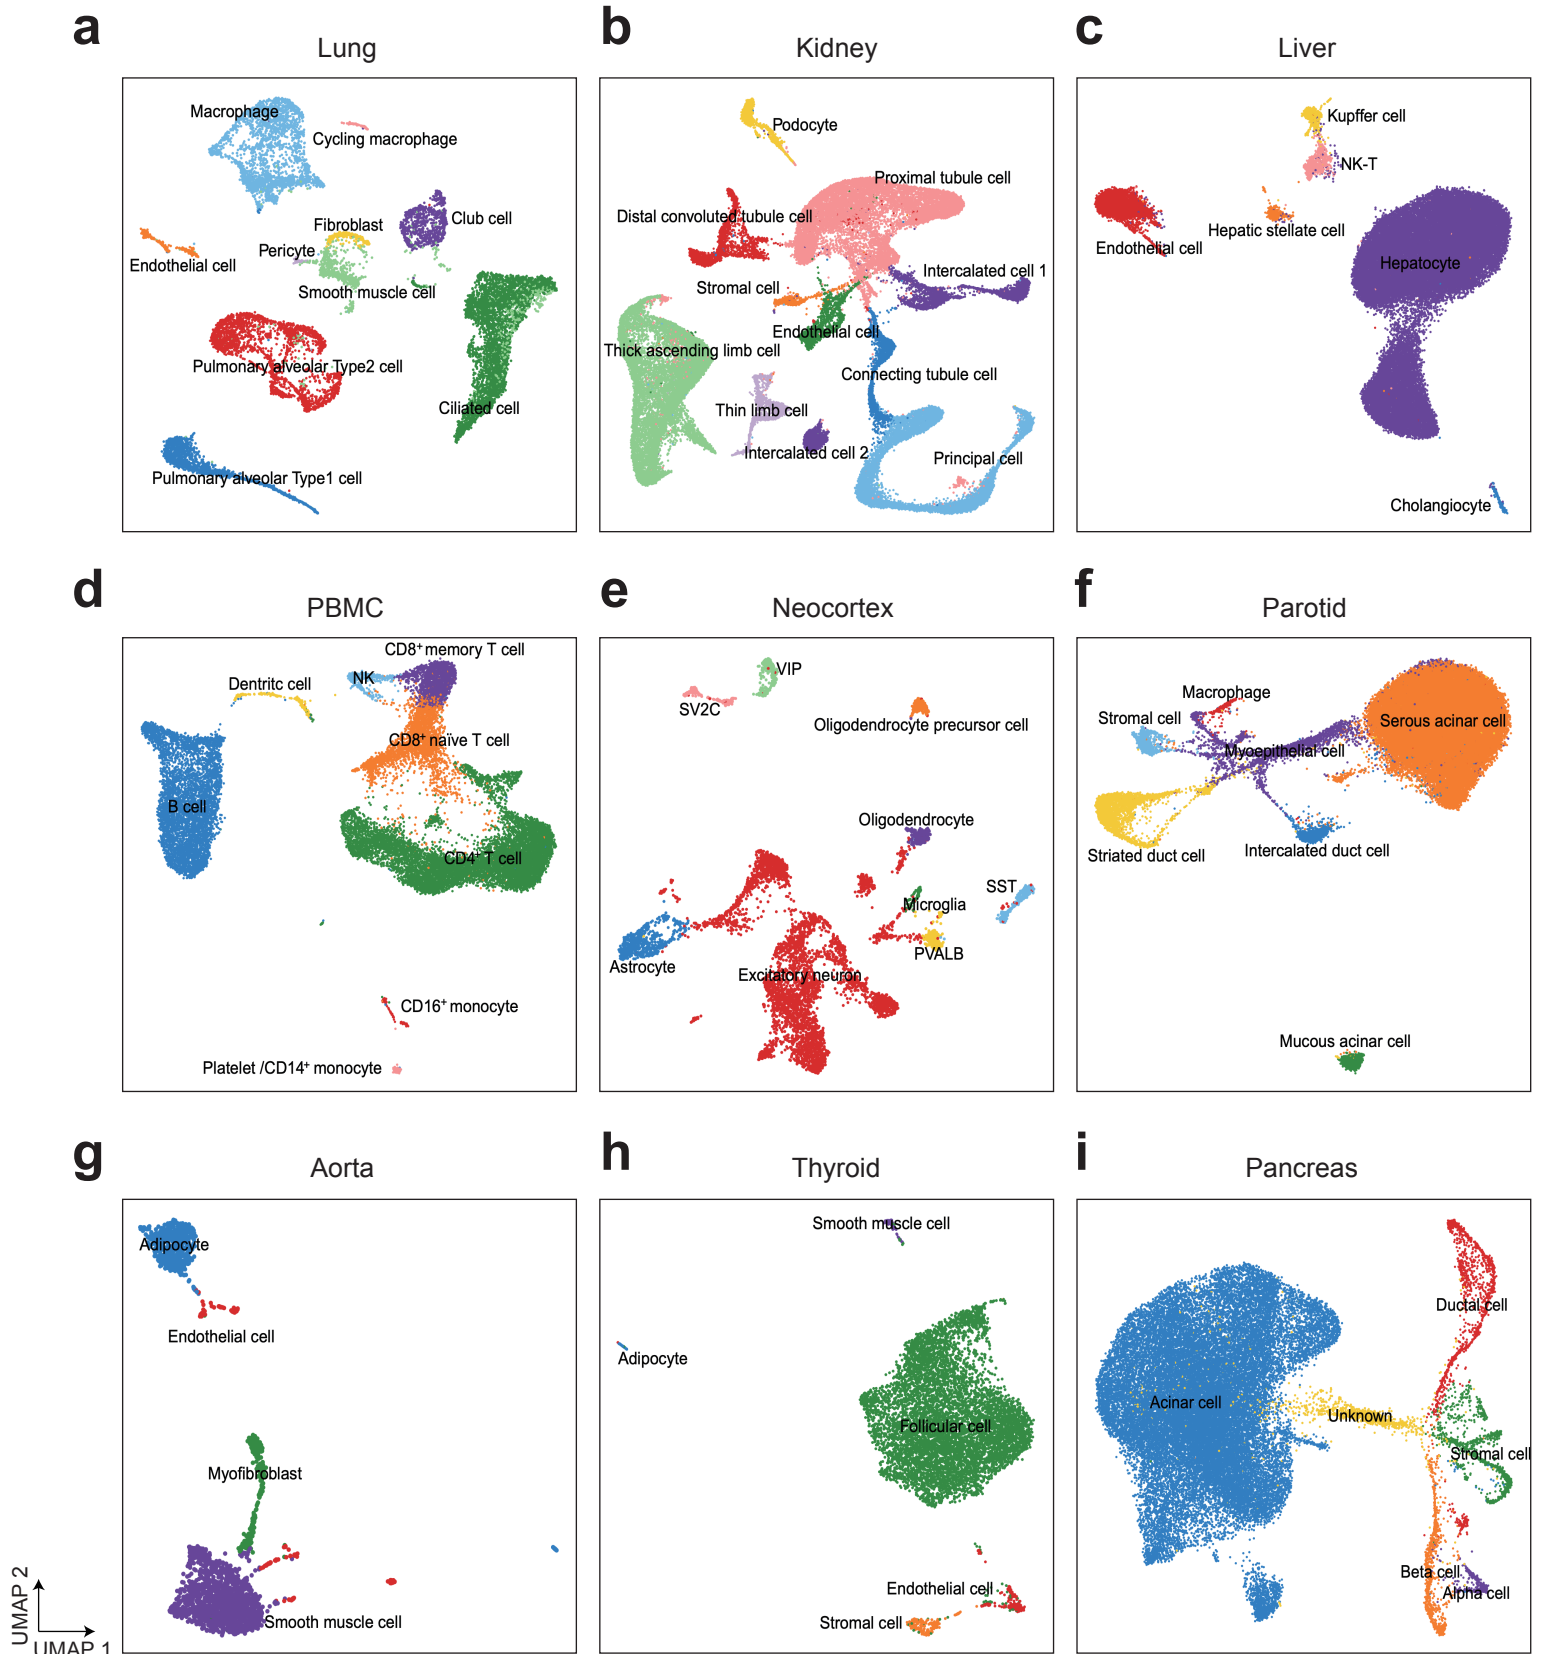 a
Lung
Macrophage
Cycling macrophage
Club cell
Fibroblast
Pericyte
Endothelial cell
Smooth muscle cell
Pulmonary alveolar Type2 cell
Ciliated cell
Pulmonary alveolar Type1 cell
b
Kidney
Podocyte
Proximal tubule cell
Distal convoluted tubule cell
Intercalated cell 1
Stromal cell
Endothelial cell
Thick ascending limb cell
Connecting tubule cell
Thin limb cell
Intercalated cell 2
Principal cell
c
Liver
Kupffer cell
NK-T
Hepatic stellate cell
Endothelial cell
Hepatocyte
Cholangiocyte
d
PBMC
CD8⁺ memory T cell
NK
Dentritc cell
CD8⁺ naïve T cell
B cell
CD4⁺ T cell
CD16⁺ monocyte
Platelet /CD14⁺ monocyte
e
Neocortex
VIP
SV2C
Oligodendrocyte precursor cell
Oligodendrocyte
SST
Microglia
PVALB
Astrocyte
Excitatory neuron
f
Parotid
Macrophage
Stromal cell
Serous acinar cell
Myoepithelial cell
Intercalated duct cell
Striated duct cell
Mucous acinar cell
g
Aorta
Adipocyte
Endothelial cell
Myofibroblast
Smooth muscle cell
UMAP 2
UMAP 1
h
Thyroid
Smooth muscle cell
Adipocyte
Follicular cell
Endothelial cell
Stromal cell
i
Pancreas
Ductal cell
Acinar cell
Unknown
Stromal cell
Beta cell
Alpha cell